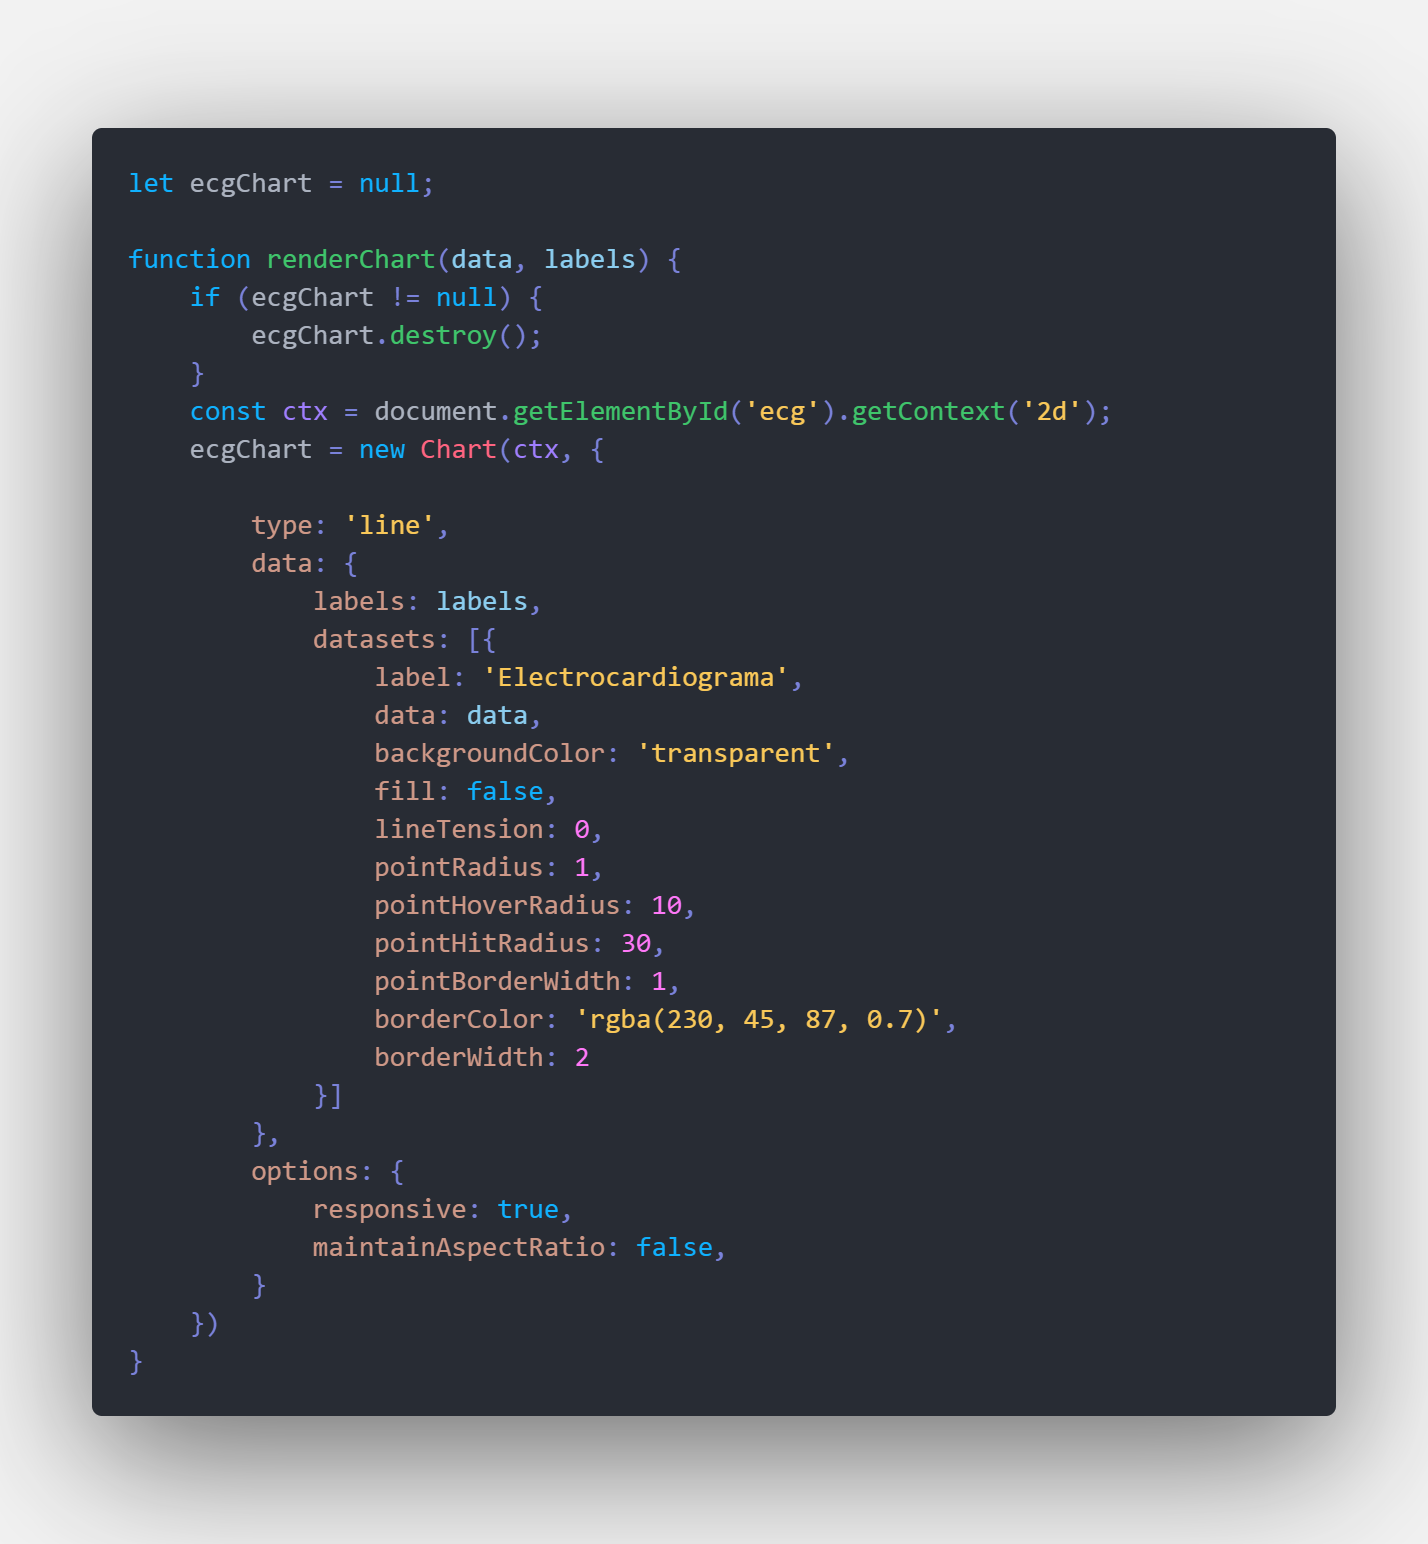 let ecgChart = null;

function renderChart(data, labels) {
    if (ecgChart != null) {
        ecgChart.destroy();
    }
    const ctx = document.getElementById('ecg').getContext('2d');
    ecgChart = new Chart(ctx, {

        type: 'line',
        data: {
            labels: labels,
            datasets: [{
                label: 'Electrocardiograma',
                data: data,
                backgroundColor: 'transparent',
                fill: false,
                lineTension: 0,
                pointRadius: 1,
                pointHoverRadius: 10,
                pointHitRadius: 30,
                pointBorderWidth: 1,
                borderColor: 'rgba(230, 45, 87, 0.7)',
                borderWidth: 2
            }]
        },
        options: {
            responsive: true,
            maintainAspectRatio: false,
        }
    })
}